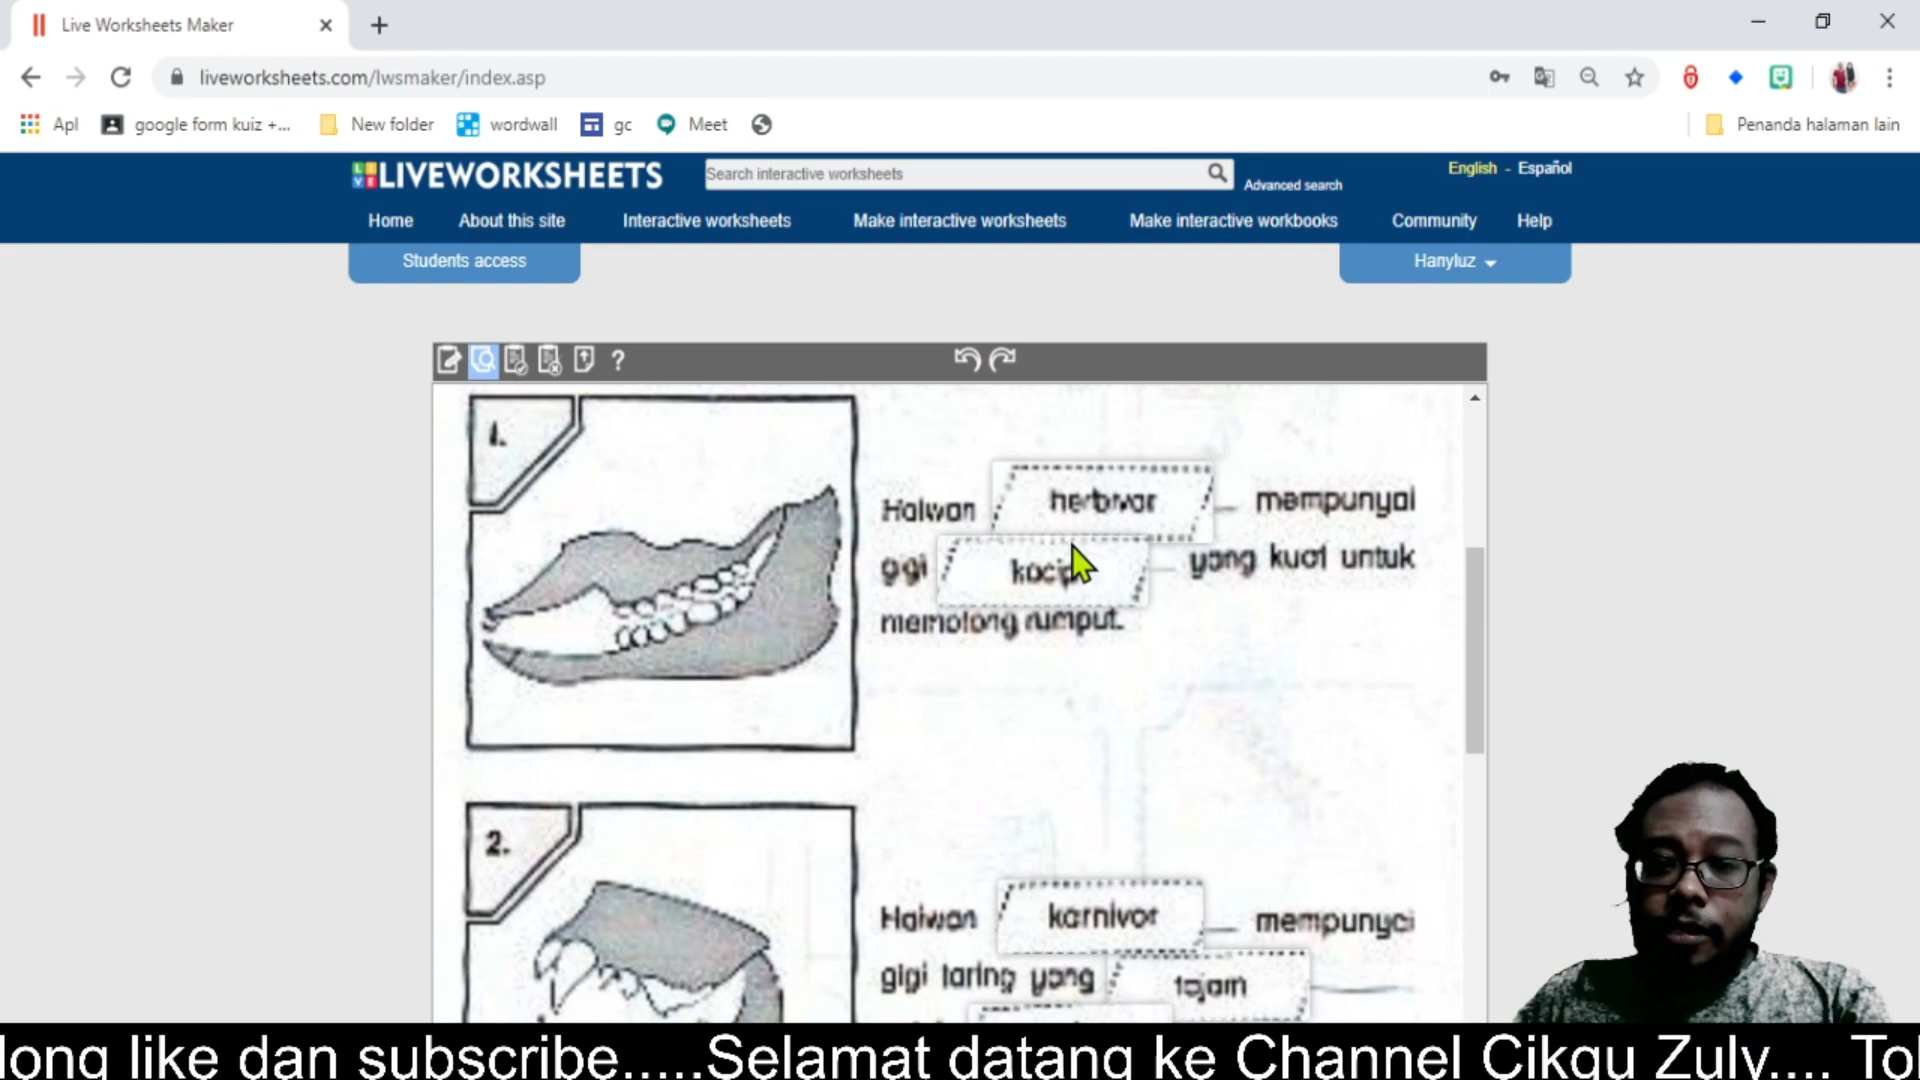 Live Worksheets Maker
liveworksheets.com/lwsmaker/index.asp
Apl google form kuiz +... New folder wordwall gc Meet Penanda halaman lain
LIVEWORKSHEETS Search interactive worksheets Advanced search English - Español
Home About this site Interactive worksheets Make interactive worksheets Make interactive workbooks Community Help
Students access Hanyluz
?
1.
Haiwan herbivor mempunyai
gigi kacip yang kuat untuk
memotong rumput.
2.
Haiwan karnivor mempunyai
gigi taring yang tajam
long like dan subscribe.....Selamat datang ke Channel Cikgu Zuly.... Tol